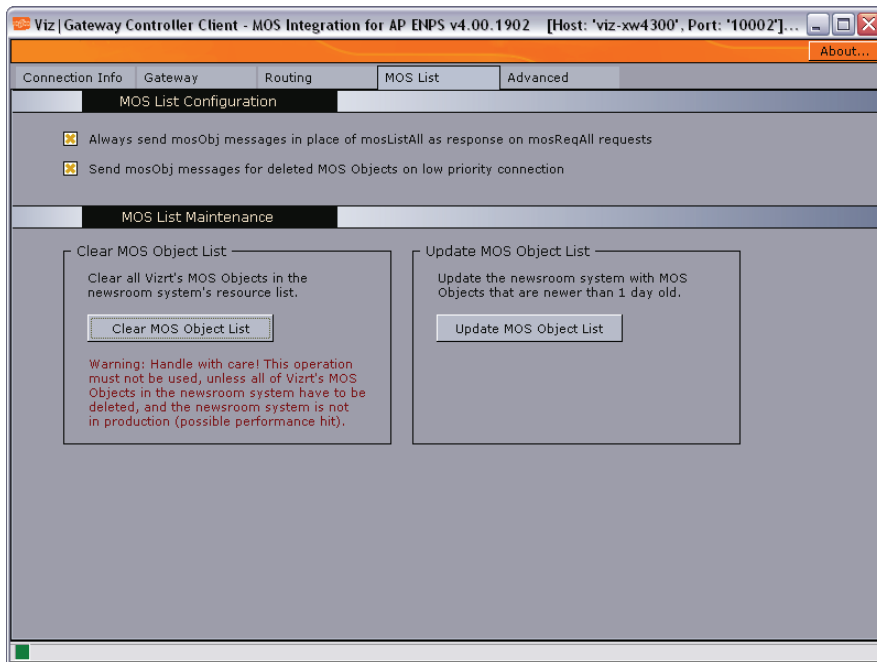 Viz|Gateway Controller Client - MOS Integration for AP ENPS v4.00.1902 [Host: 'viz-xw4300', Port: '10002']...
About...
Connection Info Gateway Routing MOS List Advanced
MOS List Configuration
Always send mosObj messages in place of mosListAll as response on mosReqAll requests
Send mosObj messages for deleted MOS Objects on low priority connection
MOS List Maintenance
Clear MOS Object List
Clear all Vizrt's MOS Objects in the
newsroom system's resource list.
Clear MOS Object List
Warning: Handle with care! This operation
must not be used, unless all of Vizrt's MOS
Objects in the newsroom system have to be
deleted, and the newsroom system is not
in production (possible performance hit).
Update MOS Object List
Update the newsroom system with MOS
Objects that are newer than 1 day old.
Update MOS Object List